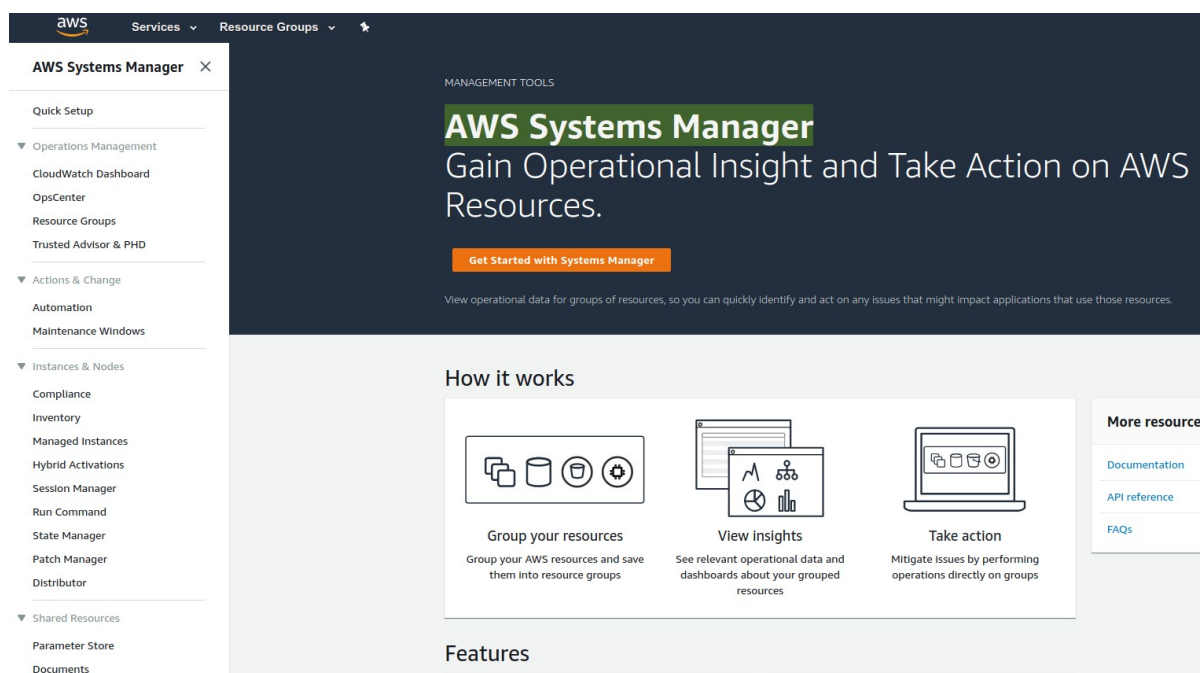 aws
Services
Resource Groups
AWS Systems Manager
Quick Setup
Operations Management
CloudWatch Dashboard
OpsCenter
Resource Groups
Trusted Advisor & PHD
Actions & Change
Automation
Maintenance Windows
Instances & Nodes
Compliance
Inventory
Managed Instances
Hybrid Activations
Session Manager
Run Command
State Manager
Patch Manager
Distributor
Shared Resources
Parameter Store
Documents
MANAGEMENT TOOLS
AWS Systems Manager
Gain Operational Insight and Take Action on AWS
Resources.
Get Started with Systems Manager
View operational data for groups of resources, so you can quickly identify and act on any issues that might impact applications that use those resources.
How it works
Group your resources
Group your AWS resources and save
them into resource groups
View insights
See relevant operational data and
dashboards about your grouped
resources
Take action
Mitigate issues by performing
operations directly on groups
More resource
Documentation
API reference
FAQs
Features